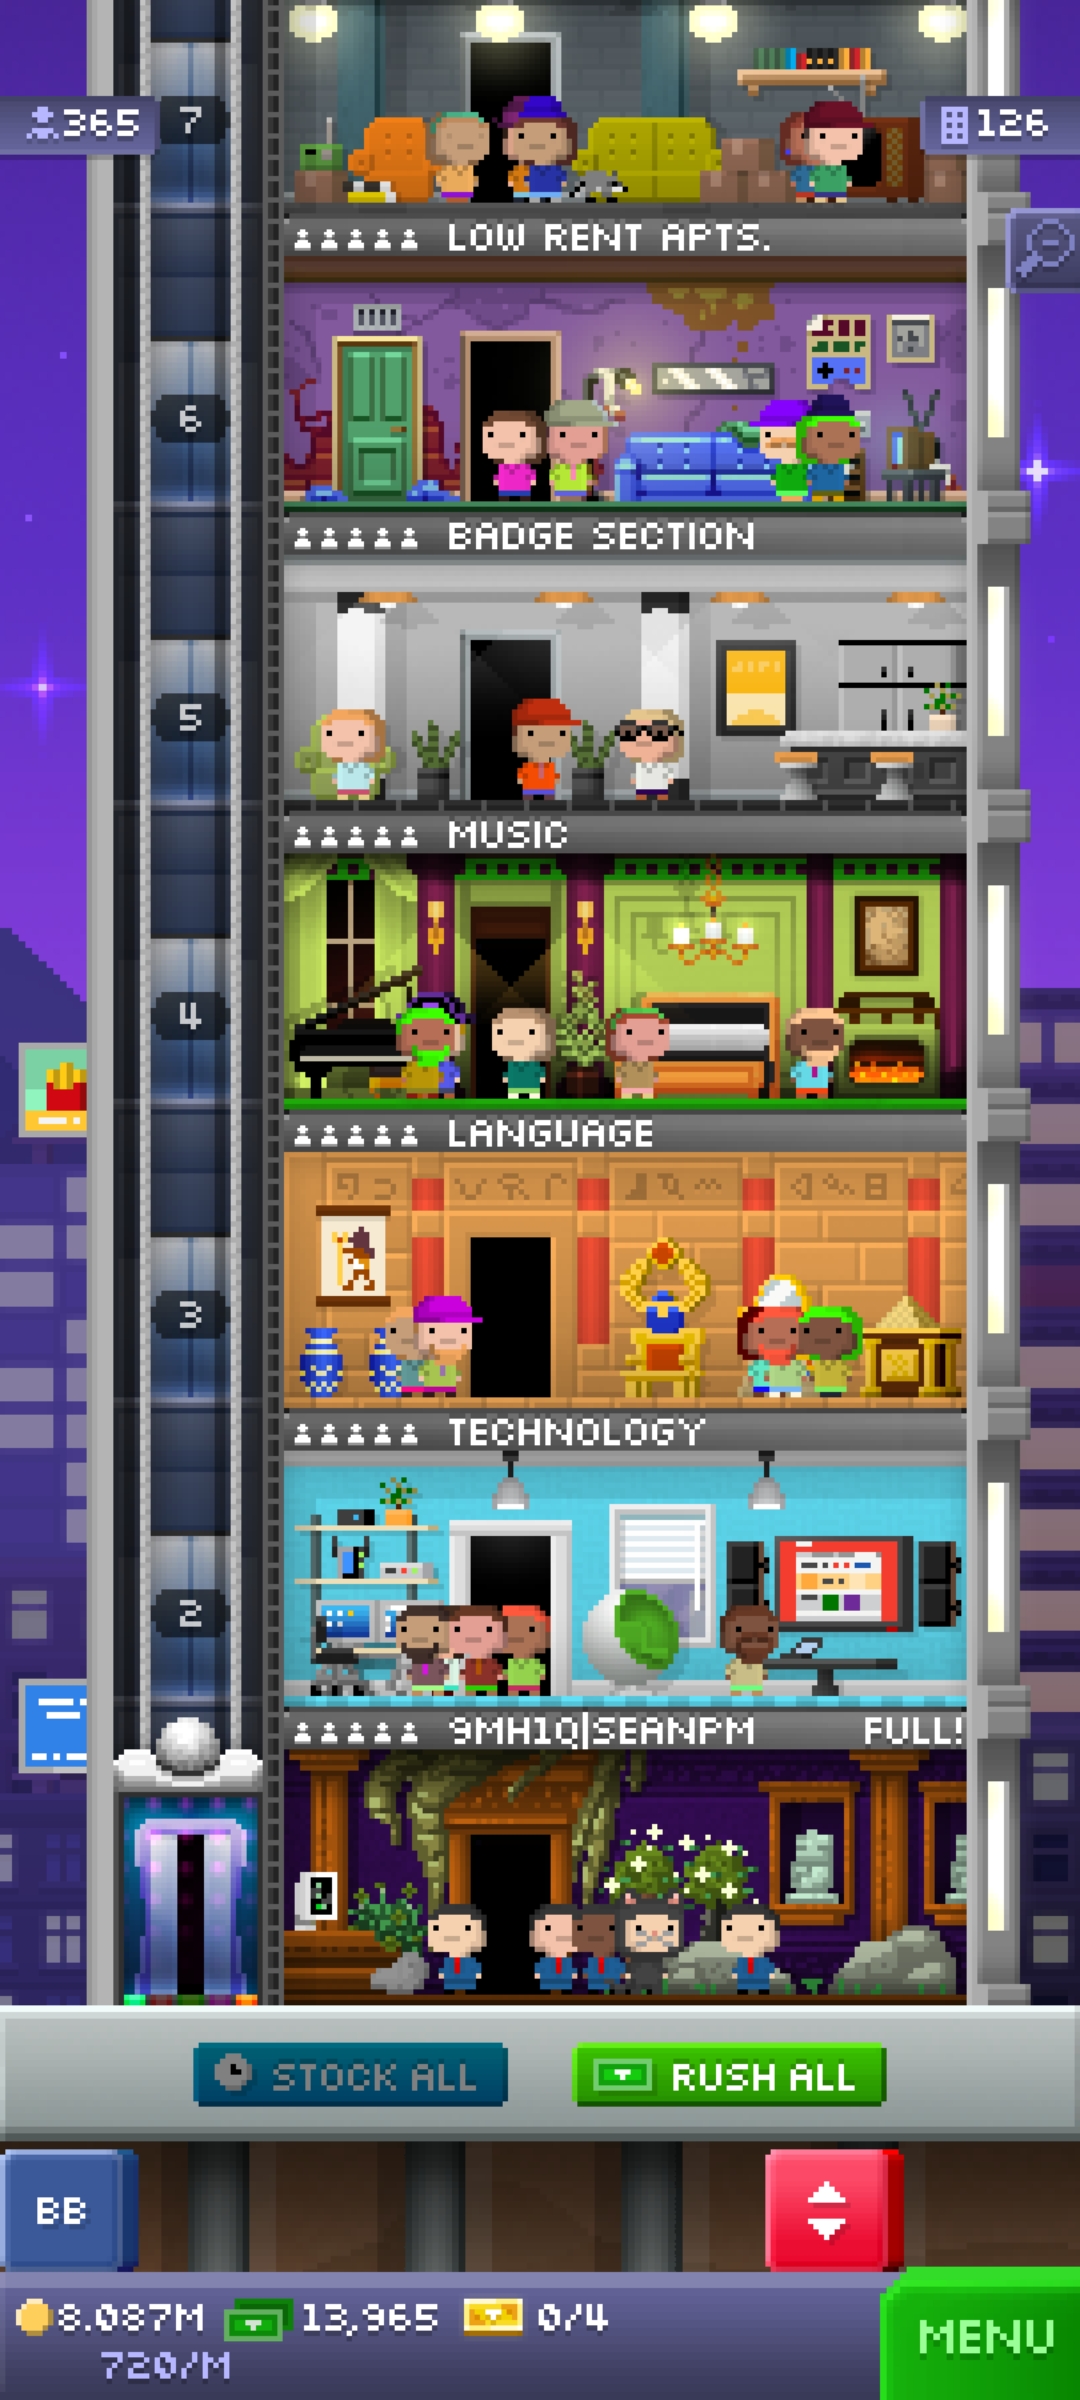 7
365
126
LOW RENT APTS.
6
BADGE SECTION
5
MUSIC
4
LANGUAGE
3
TECHNOLOGY
2
9MH1Q|SEANPM FULL!
STOCK ALL
RUSH ALL
BB
8.087M 13,965 0/4
720/M
MENU